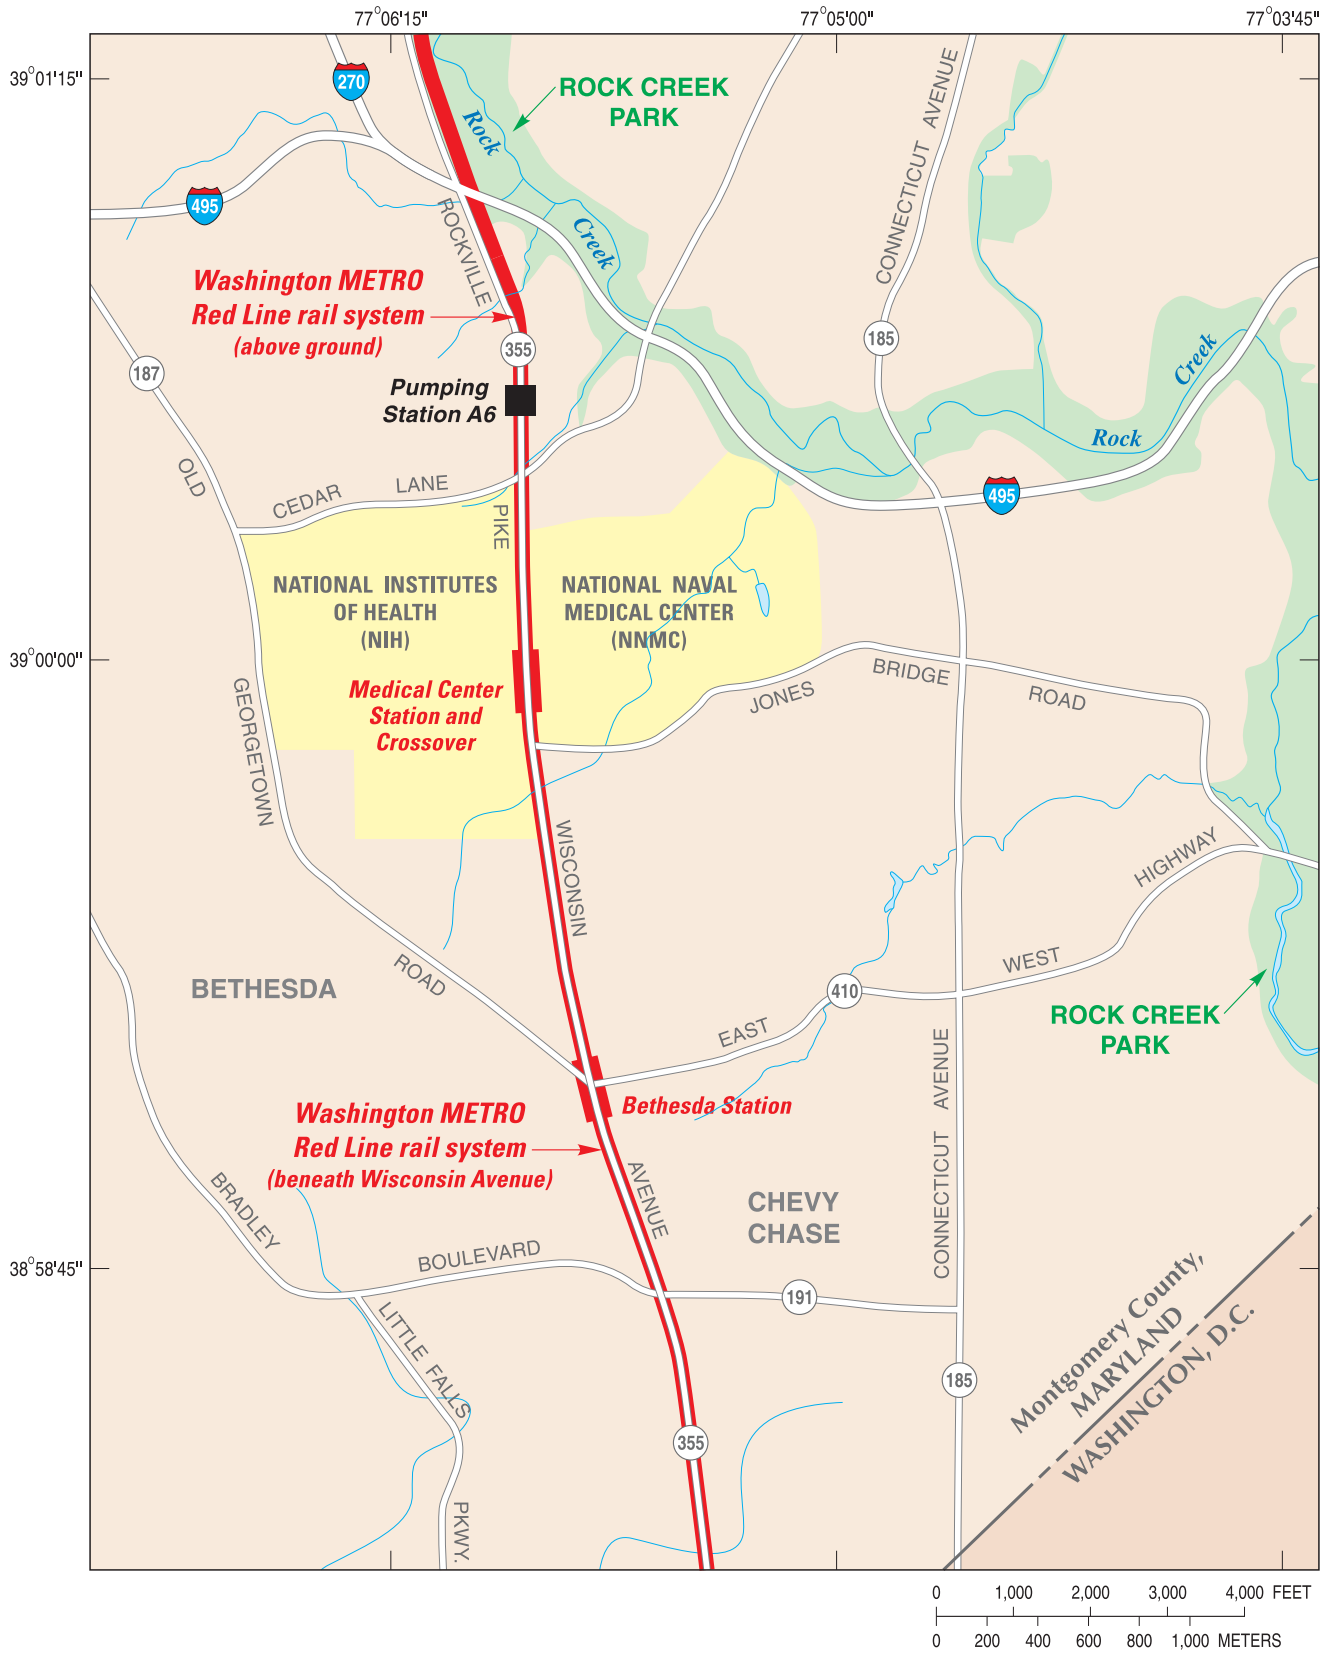 77°06'15"
77°05'00"
77°03'45"
39°01'15"
270
ROCK CREEK
PARK
Rock
CONNECTICUT AVENUE
495
ROCKVILLE
Creek
Washington METRO
Red Line rail system
(above ground)
355
185
187
Pumping
Station A6
Creek
Rock
OLD
CEDAR LANE
PIKE
495
NATIONAL INSTITUTES
OF HEALTH
(NIH)
NATIONAL NAVAL
MEDICAL CENTER
(NNMC)
39°00'00"
GEORGETOWN
Medical Center
Station and
Crossover
JONES BRIDGE ROAD
WISCONSIN
HIGHWAY
ROAD
BETHESDA
WEST
410
EAST
ROCK CREEK
PARK
CONNECTICUT AVENUE
Bethesda Station
Washington METRO
Red Line rail system
(beneath Wisconsin Avenue)
AVENUE
BRADLEY
CHEVY
CHASE
BOULEVARD
38°58'45"
191
LITTLE FALLS
Montgomery County,
MARYLAND
WASHINGTON, D.C.
185
355
PKWY.
0 1,000 2,000 3,000 4,000 FEET
0 200 400 600 800 1,000 METERS